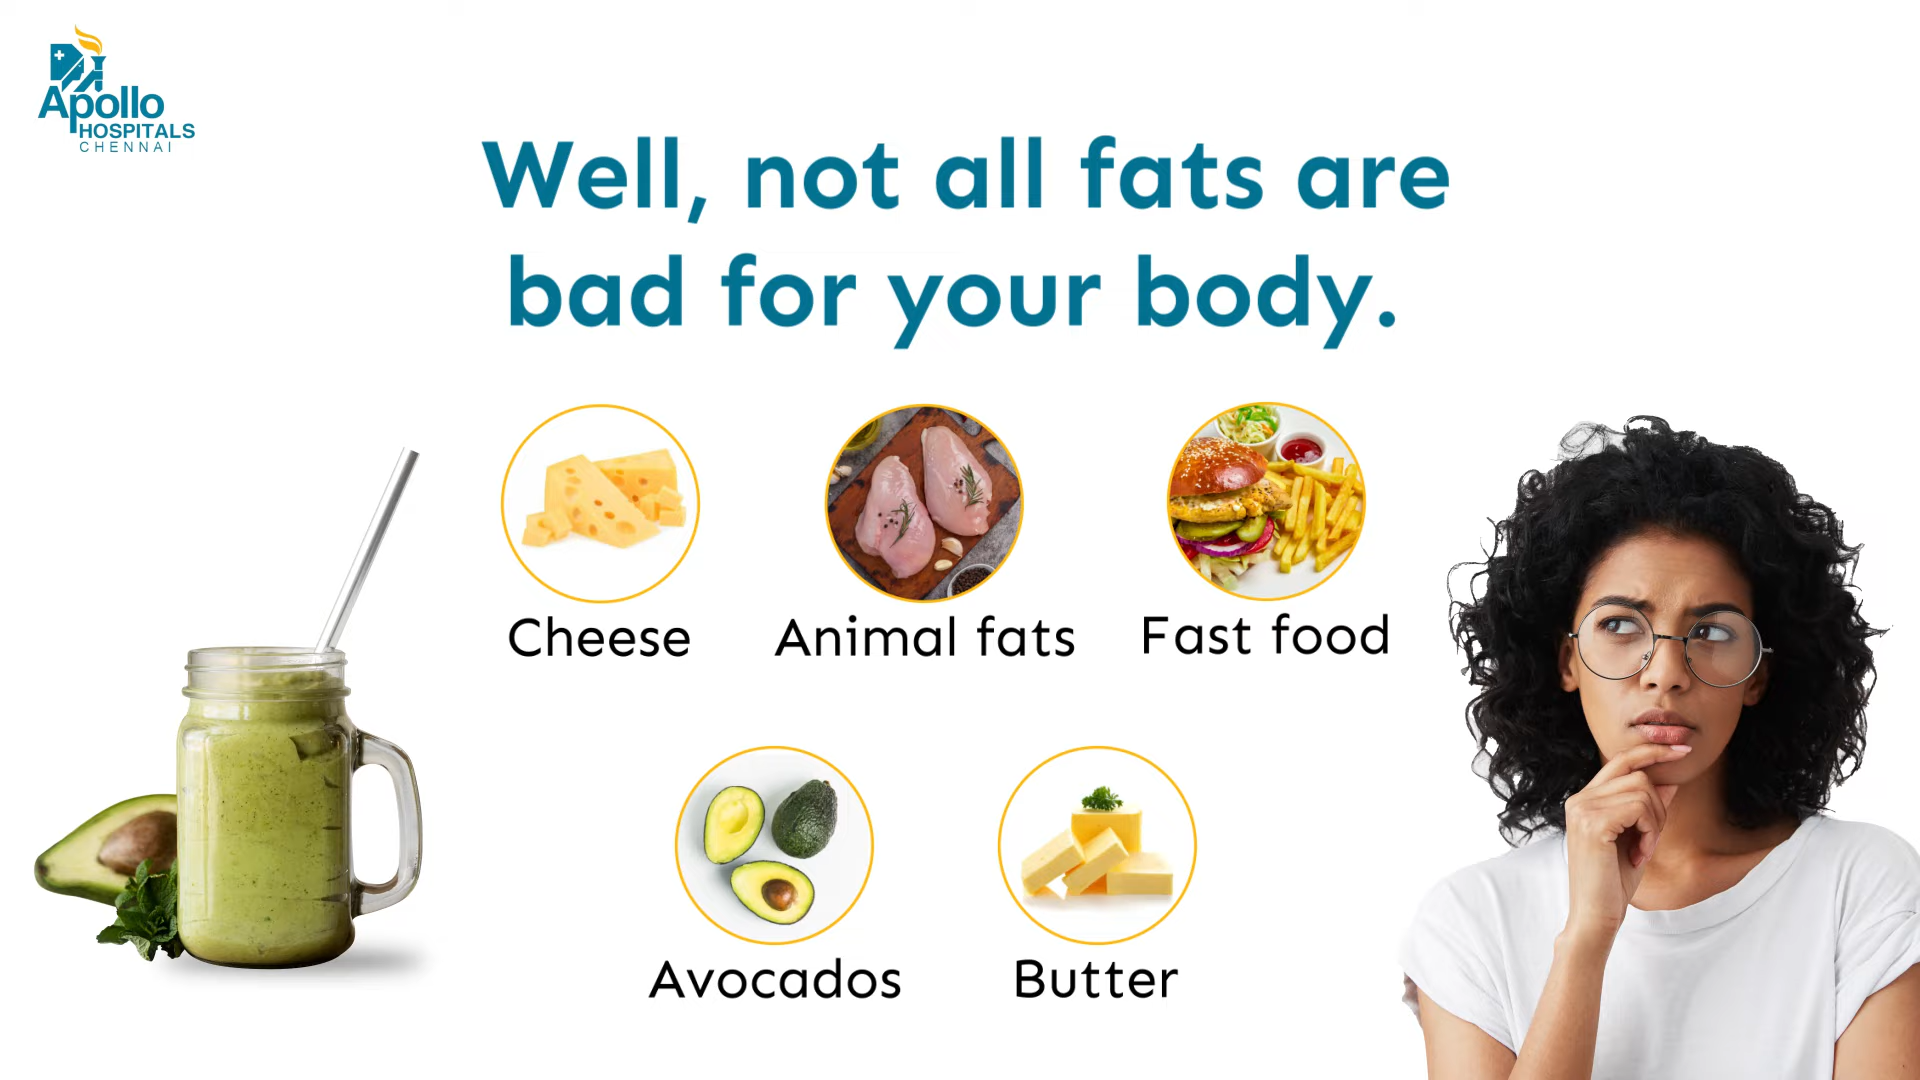 Apollo
HOSPITALS
CHENNAI
Well, not all fats are
bad for your body.
Cheese
Animal fats
Fast food
Avocados
Butter